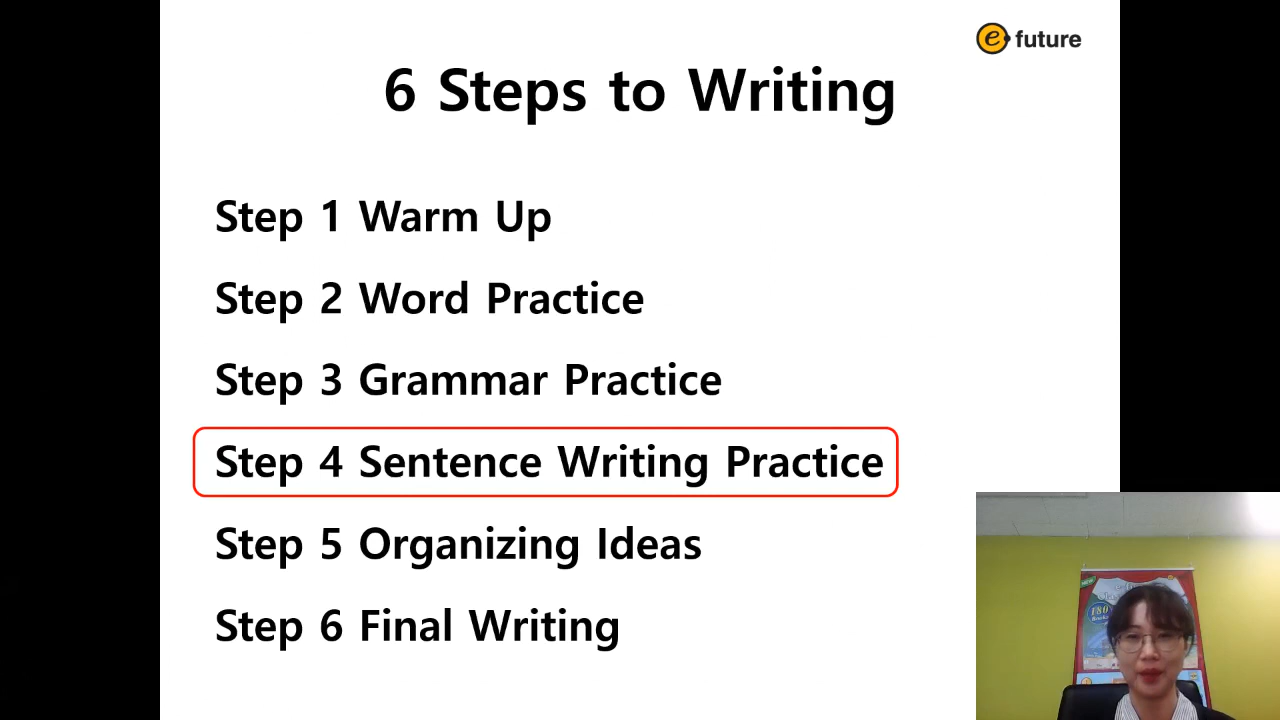 e future
6 Steps to Writing
Step 1 Warm Up
Step 2 Word Practice
Step 3 Grammar Practice
Step 4 Sentence Writing Practice
Step 5 Organizing Ideas
Step 6 Final Writing
180